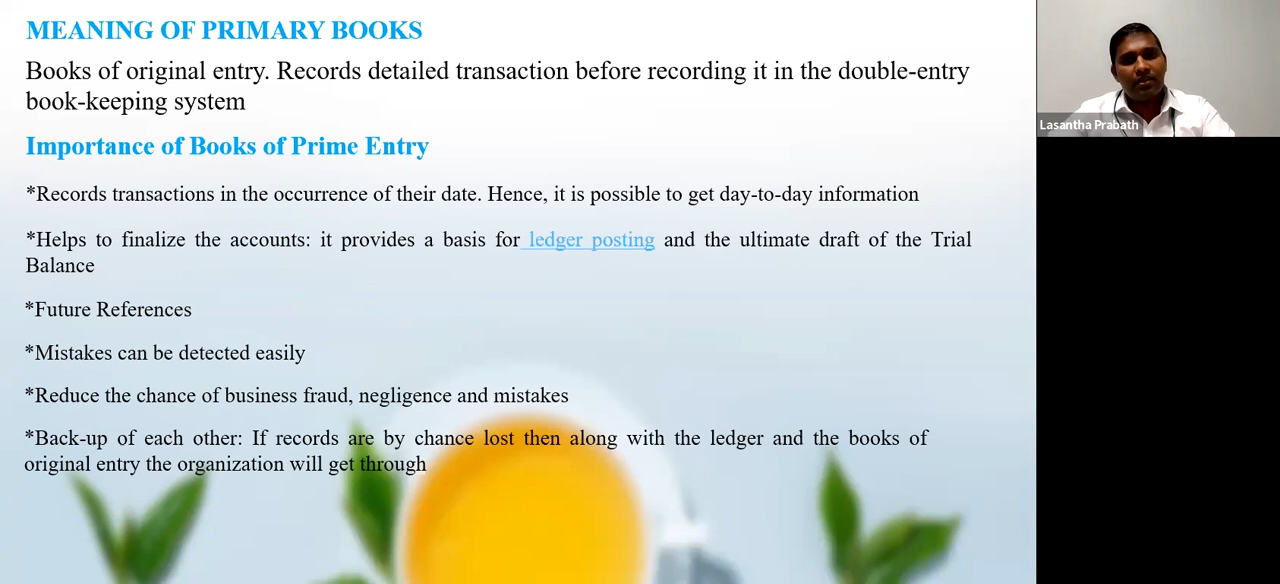 MEANING OF PRIMARY BOOKS
Books of original entry. Records detailed transaction before recording it in the double-entry
book-keeping system
Importance of Books of Prime Entry
*Records transactions in the occurrence of their date. Hence, it is possible to get day-to-day information
*Helps to finalize the accounts: it provides a basis for ledger posting and the ultimate draft of the Trial
Balance
*Future References
*Mistakes can be detected easily
*Reduce the chance of business fraud, negligence and mistakes
*Back-up of each other: If records are by chance lost then along with the ledger and the books of
original entry the organization will get through
Lasantha Prabath